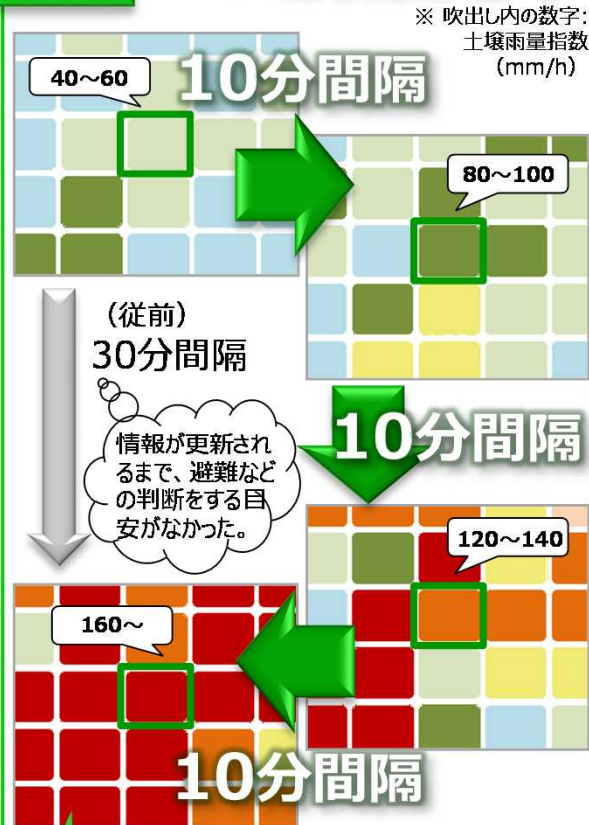 ※ 吹出し内の数字:
土壌雨量指数
(mm/h)
40～60
10分間隔
80～100
(従前)
30分間隔
情報が更新され
るまで、避難など
の判断をする目
安がなかった。
10分間隔
120～140
160～
10分間隔